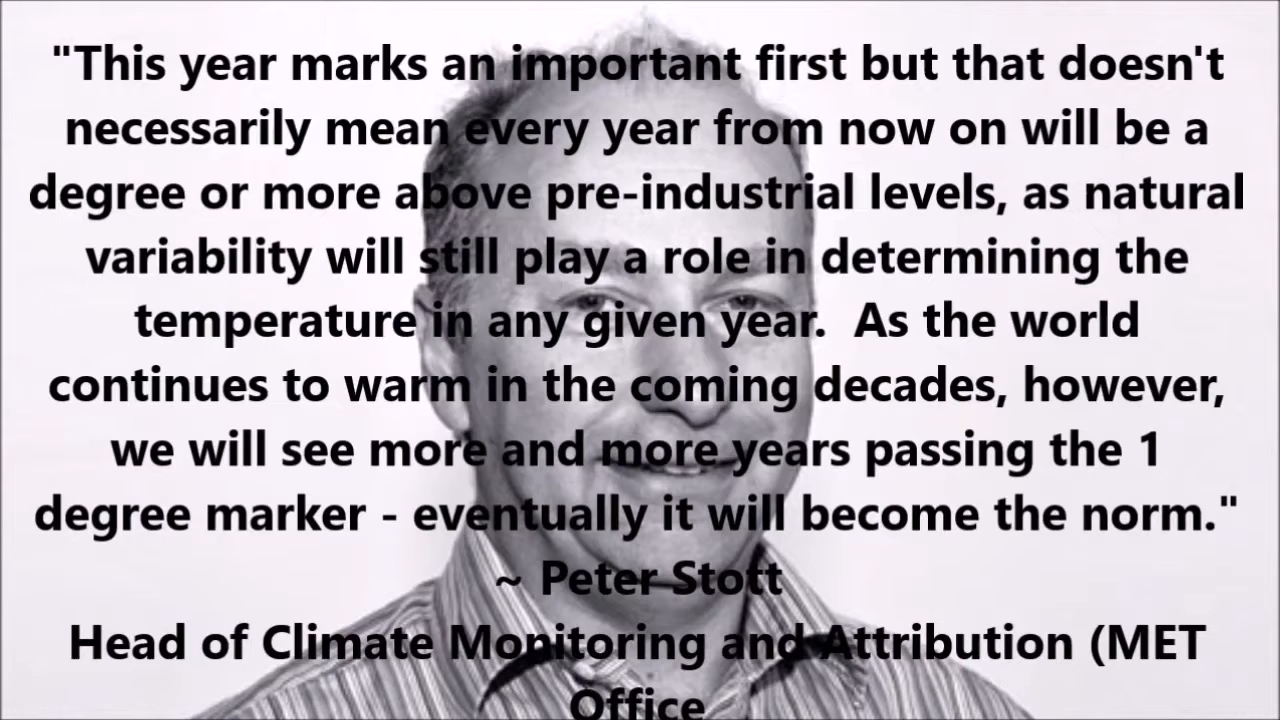 "This year marks an important first but that doesn't
necessarily mean every year from now on will be a
degree or more above pre-industrial levels, as natural
variability will still play a role in determining the
temperature in any given year.  As the world
continues to warm in the coming decades, however,
we will see more and more years passing the 1
degree marker - eventually it will become the norm."
~ Peter Stott
Head of Climate Monitoring and Attribution (MET
Office